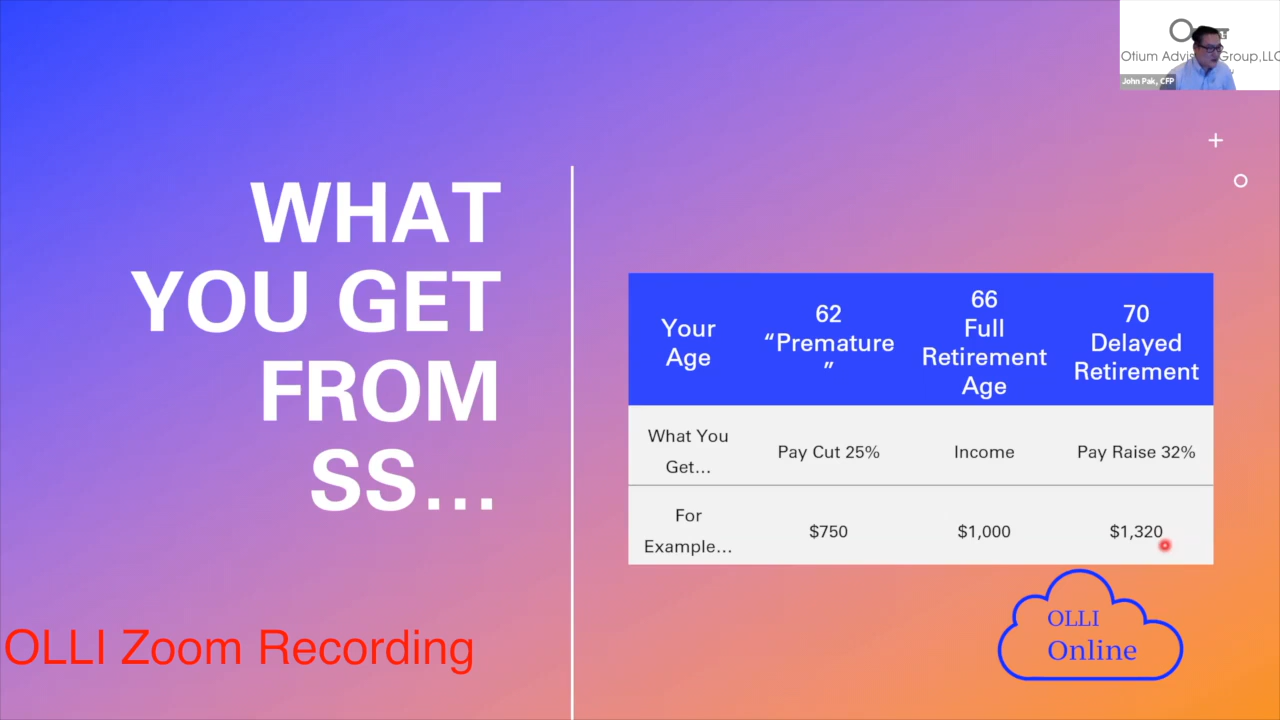 Otium Advis Group,LLC
John Pak, CFP
WHAT
YOU GET
FROM
SS...
Your
Age
62
“Premature
”
66
Full
Retirement
Age
70
Delayed
Retirement
What You
Get...
Pay Cut 25%
Income
Pay Raise 32%
For
Example...
$750
$1,000
$1,320
OLLI
Online
OLLI Zoom Recording